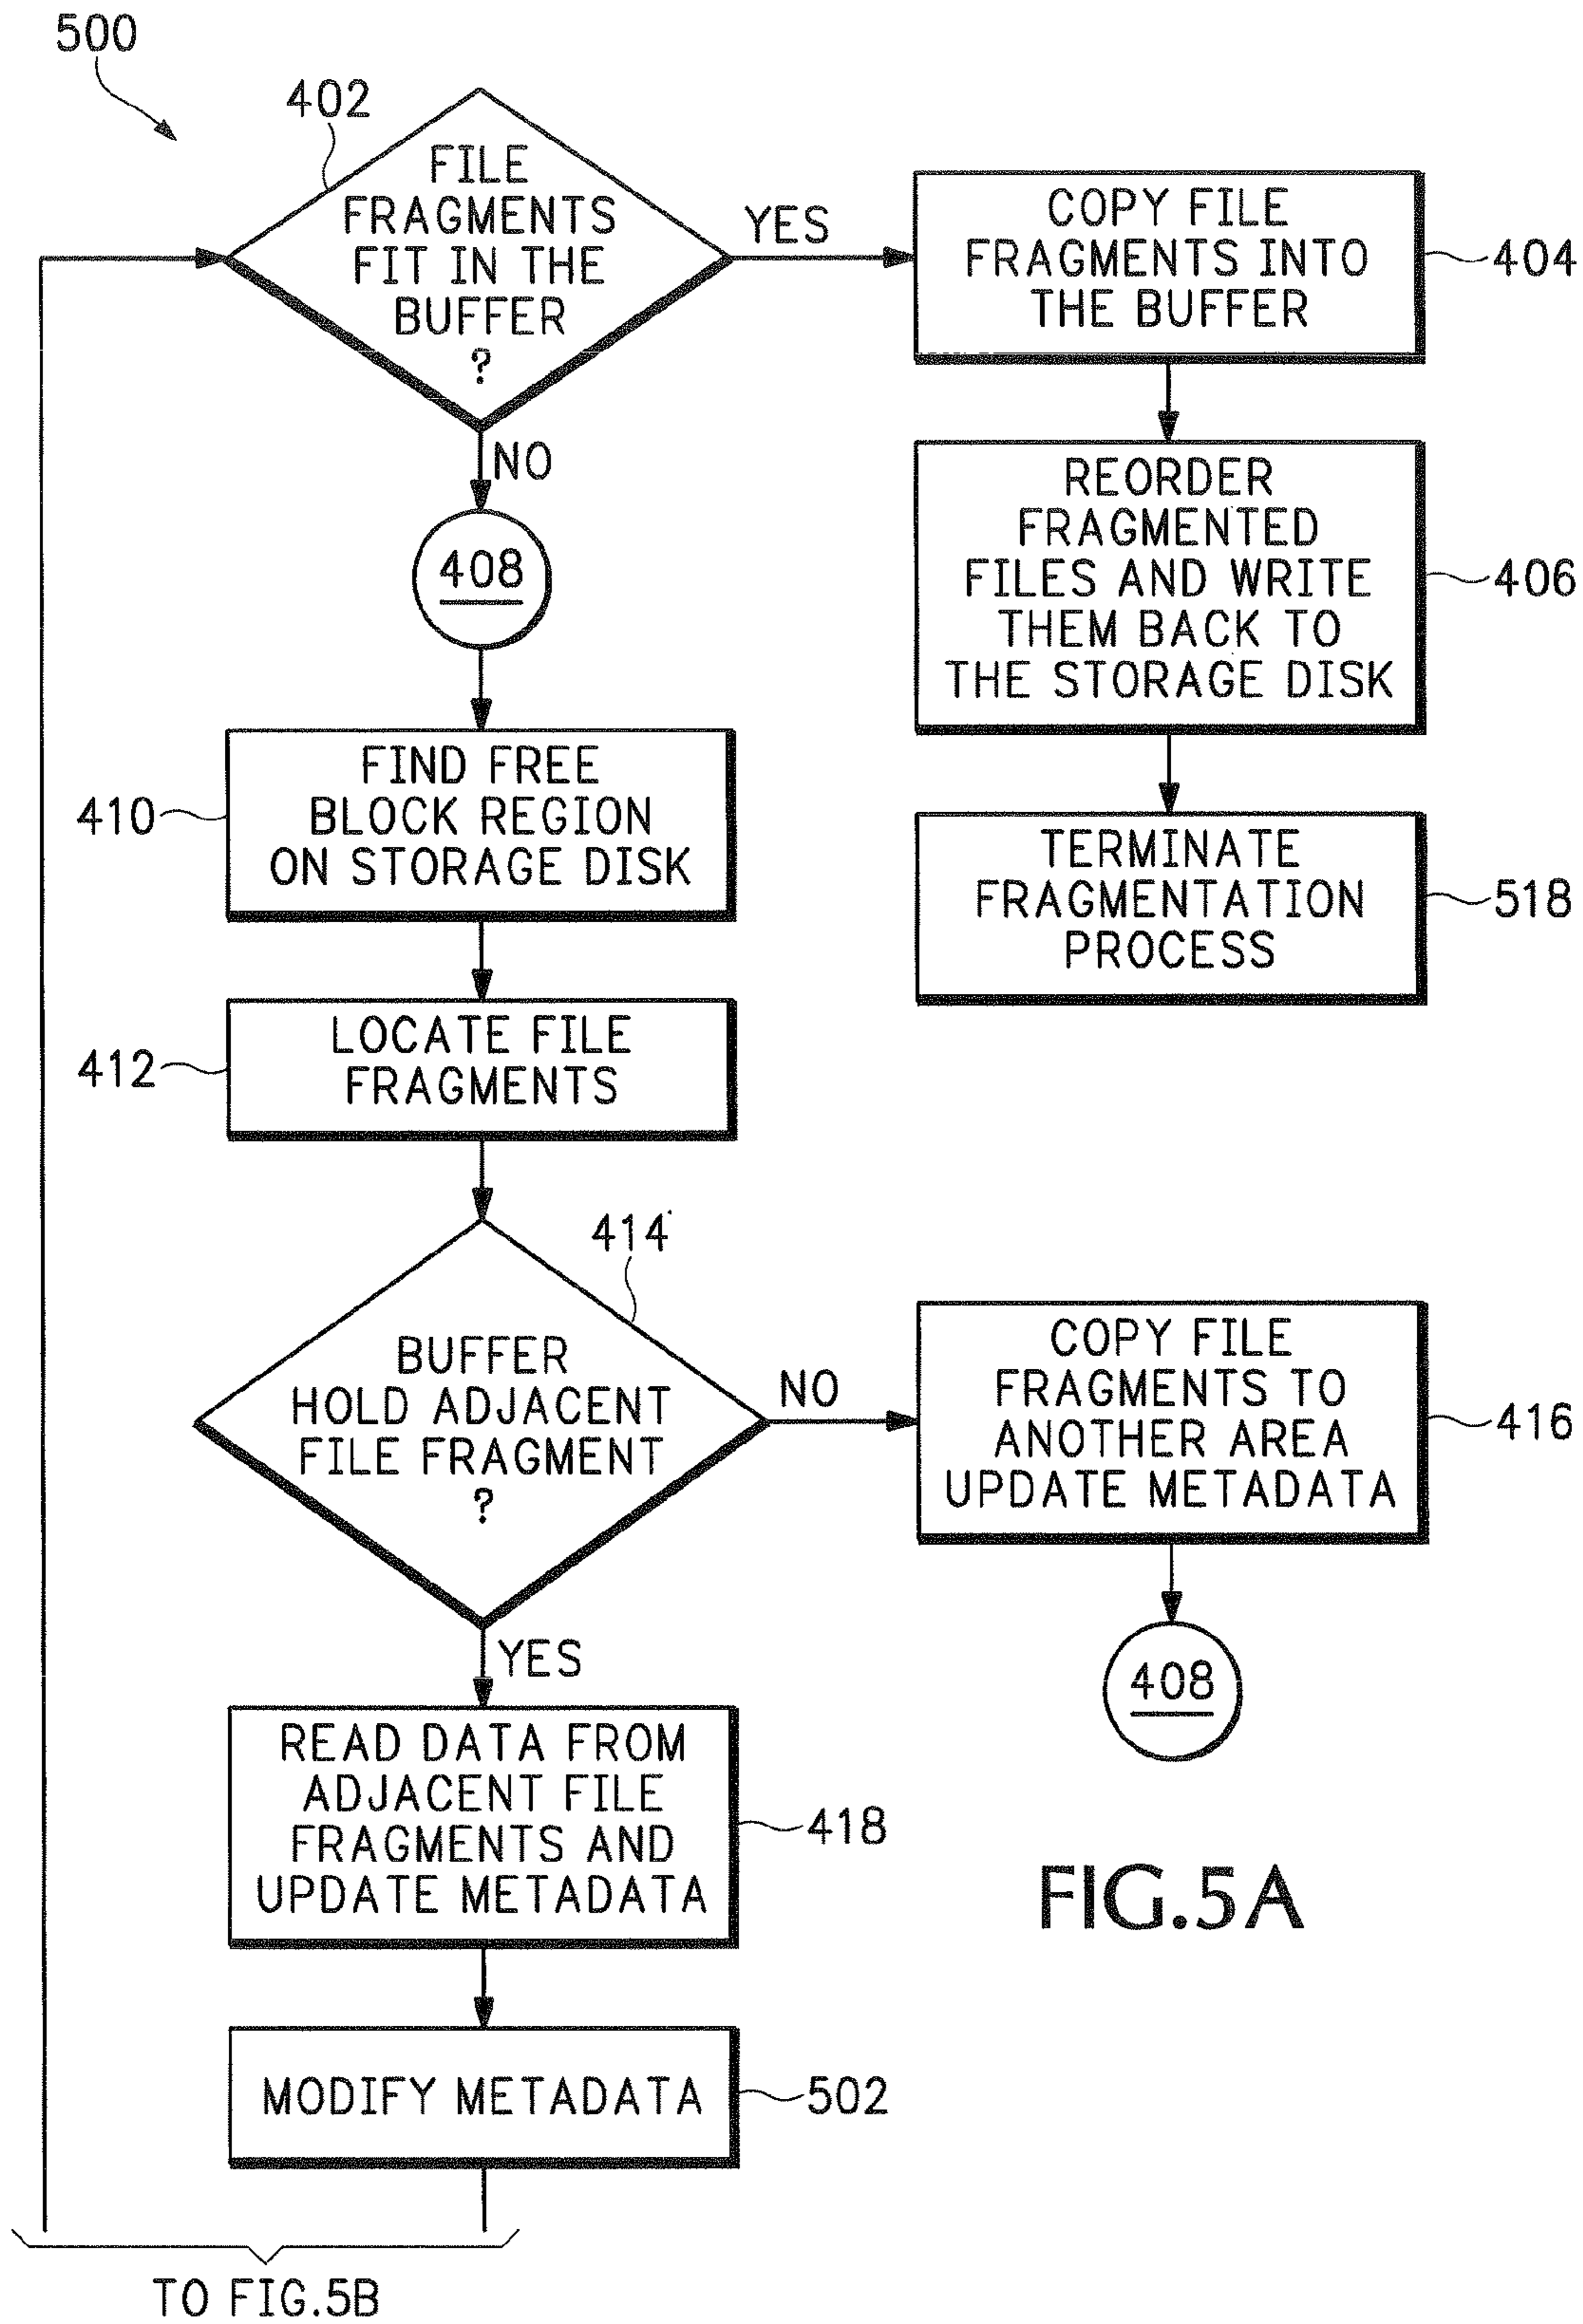 500
402
FILE
FRAGMENTS
FIT IN THE
BUFFER
?
YES
COPY FILE
FRAGMENTS INTO
THE BUFFER
404
NO
408
REORDER
FRAGMENTED
FILES AND WRITE
THEM BACK TO
THE STORAGE DISK
406
FIND FREE
BLOCK REGION
ON STORAGE DISK
410
TERMINATE
FRAGMENTATION
PROCESS
518
LOCATE FILE
FRAGMENTS
412
414
BUFFER
HOLD ADJACENT
FILE FRAGMENT
?
NO
COPY FILE
FRAGMENTS TO
ANOTHER AREA
UPDATE METADATA
416
YES
408
READ DATA FROM
ADJACENT FILE
FRAGMENTS AND
UPDATE METADATA
418
FIG.5A
MODIFY METADATA
502
TO FIG.5B